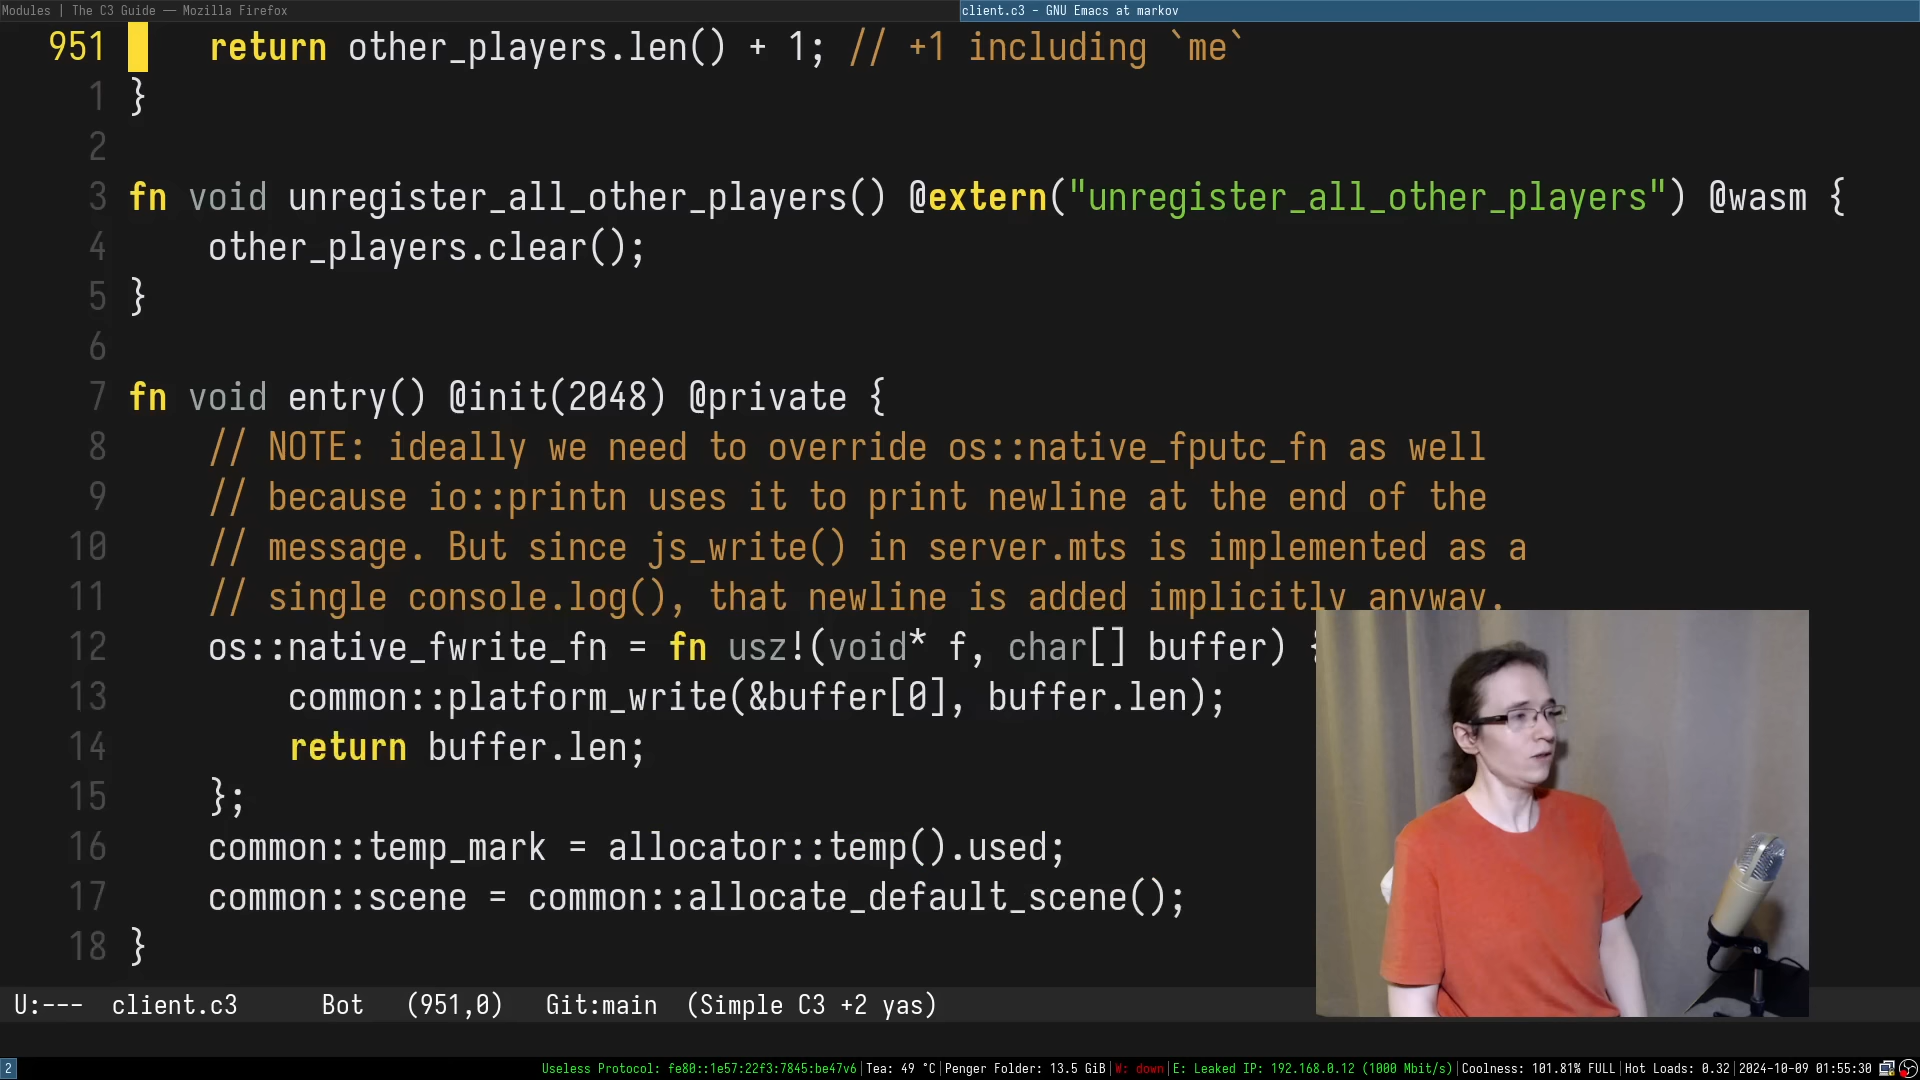 Modules | The C3 Guide — Mozilla Firefox
client.c3 - GNU Emacs at markov
951 return other_players.len() + 1; // +1 including `me`
1 }
2
3 fn void unregister_all_other_players() @extern("unregister_all_other_players") @wasm {
4 other_players.clear();
5 }
6
7 fn void entry() @init(2048) @private {
8 // NOTE: ideally we need to override os::native_fputc_fn as well
9 // because io::printn uses it to print newline at the end of the
10 // message. But since js_write() in server.mts is implemented as a
11 // single console.log(), that newline is added implicitly anyway.
12 os::native_fwrite_fn = fn usz!(void* f, char[] buffer) {
13 common::platform_write(&buffer[0], buffer.len);
14 return buffer.len;
15 };
16 common::temp_mark = allocator::temp().used;
17 common::scene = common::allocate_default_scene();
18 }
U:--- client.c3 Bot (951,0) Git:main (Simple C3 +2 yas)
2 Useless Protocol: fe80::1e57:22f3:7845:be47v6|Tea: 49 °C|Penger Folder: 13.5 GiB|W: down|E: Leaked IP: 192.168.0.12 (1000 Mbit/s)|Coolness: 101.81% FULL|Hot Loads: 0.32|2024-10-09 01:55:30